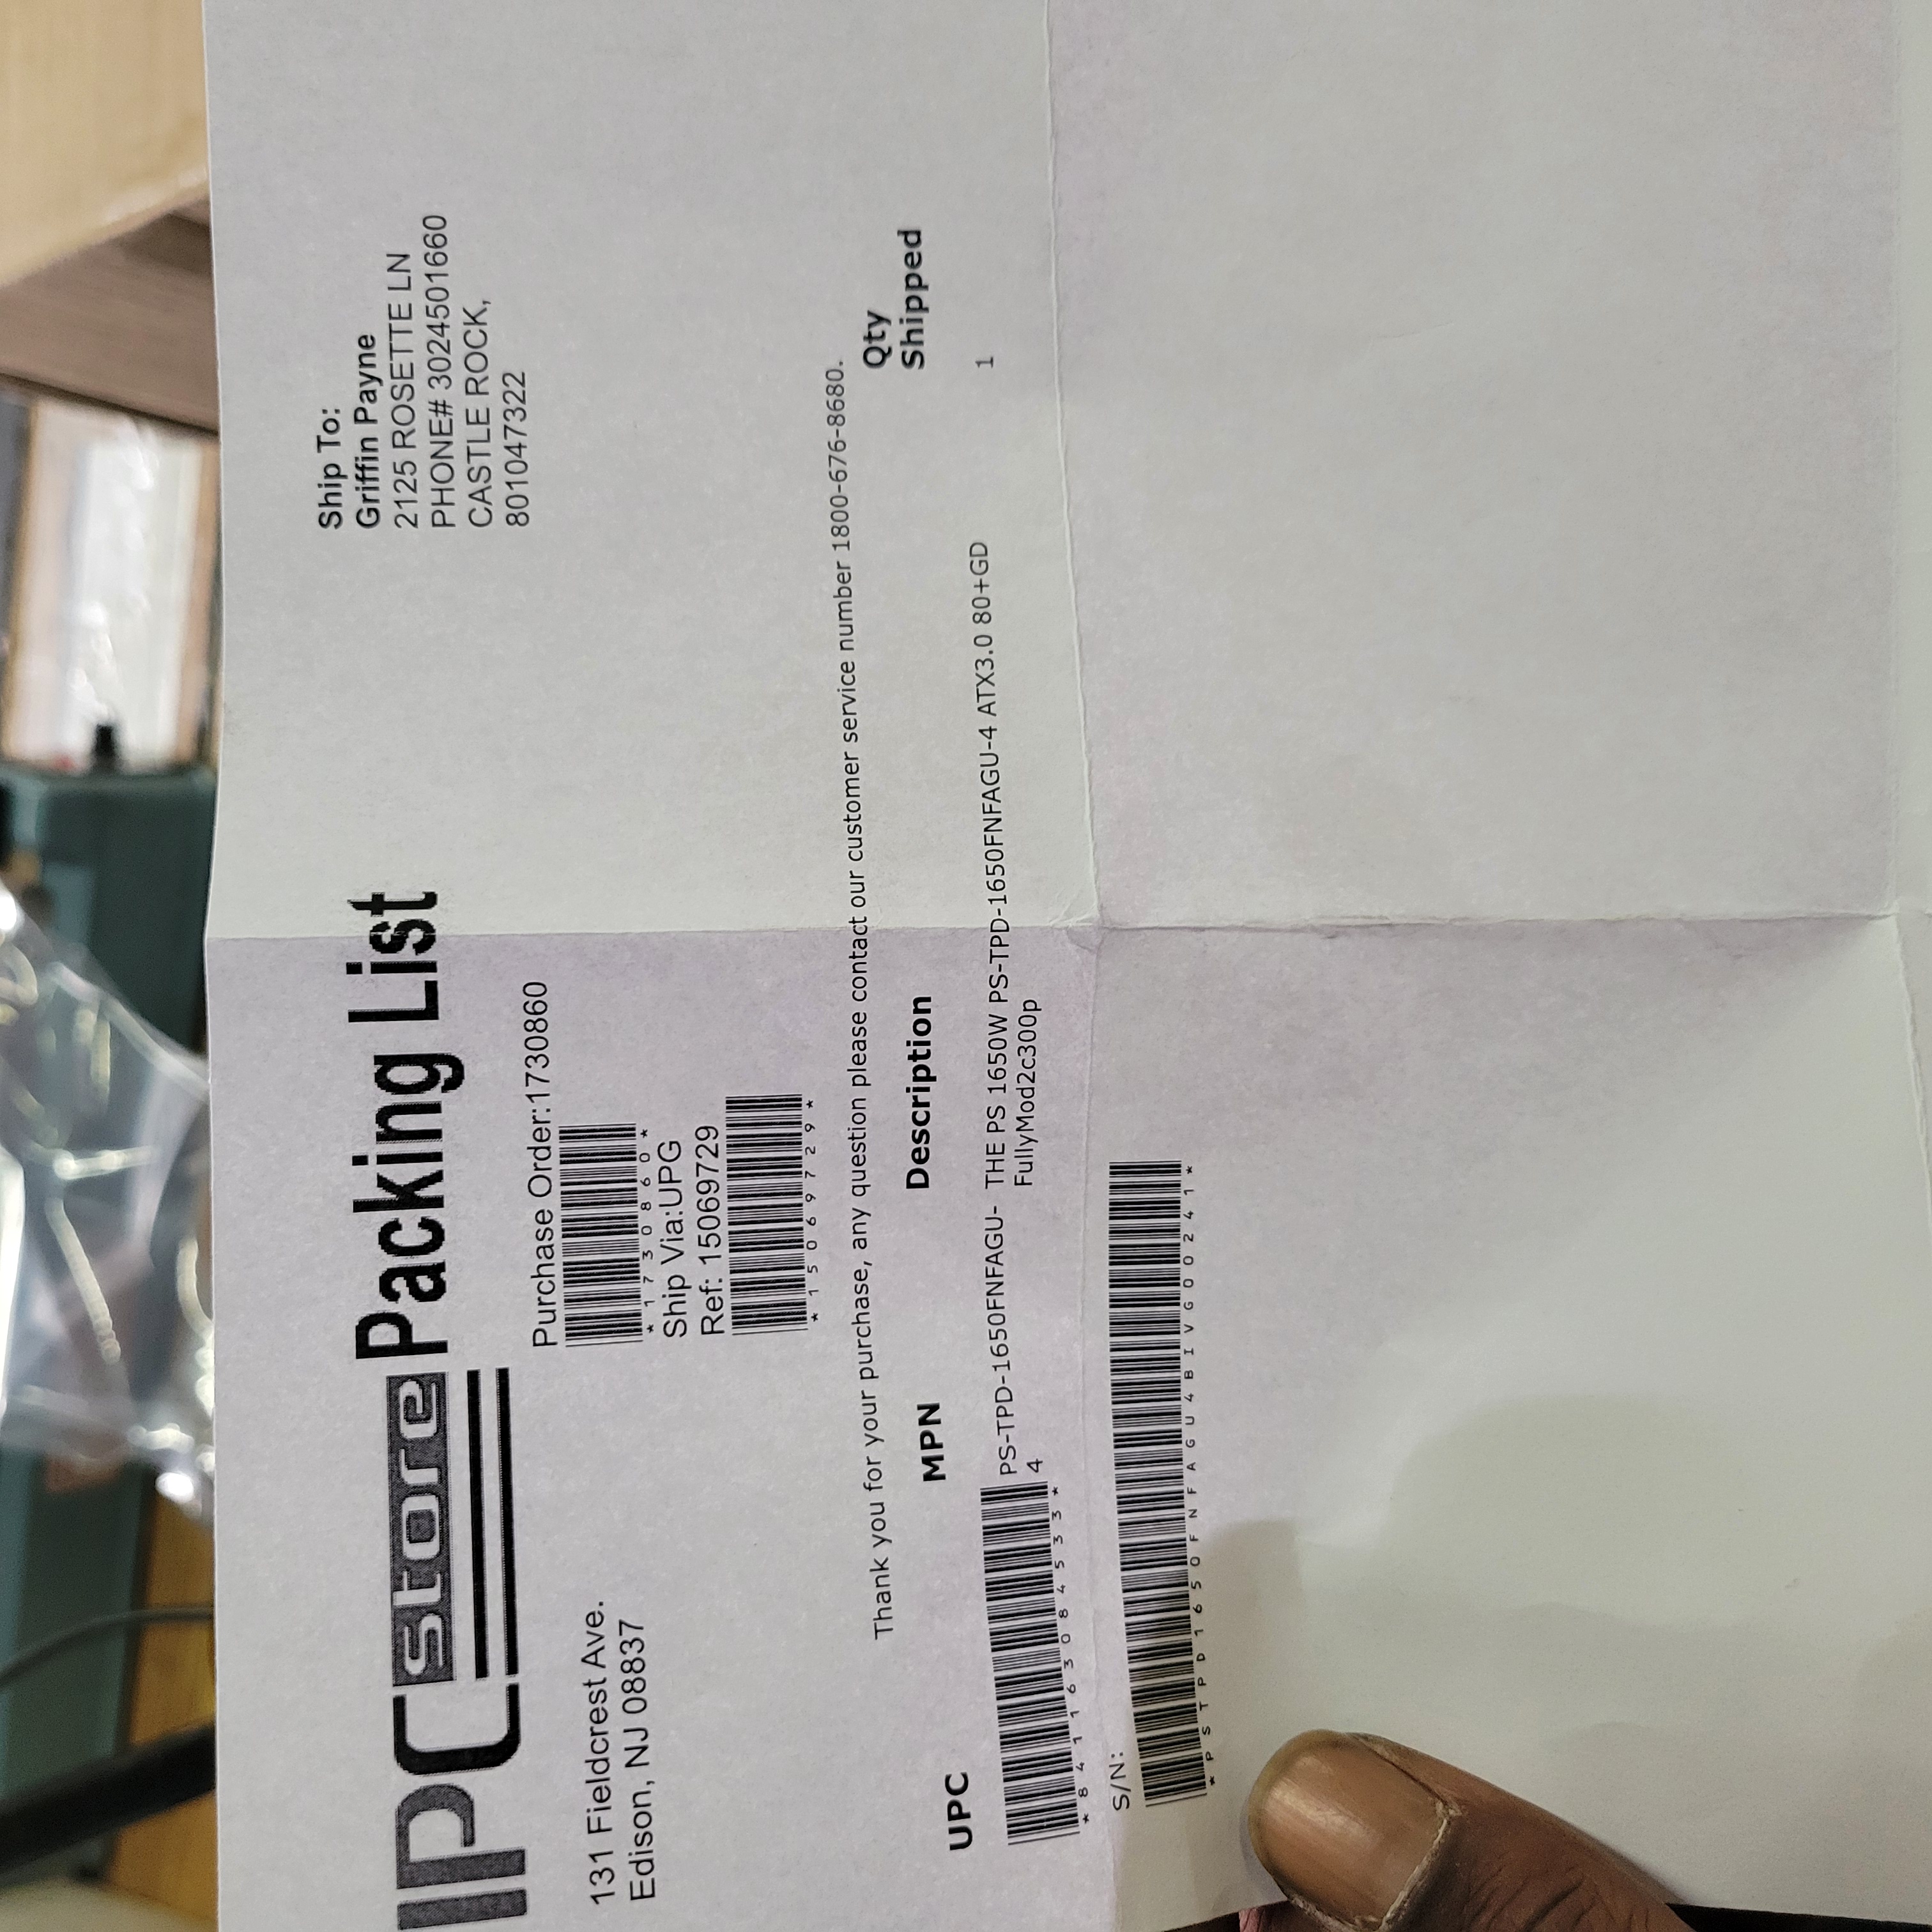 IPCstore Packing List
131 Fieldcrest Ave.
Edison, NJ 08837
Purchase Order:1730860
*1730860*
Ship Via:UPG
Ref: 15069729
*15069729*
Ship To:
Griffin Payne
2125 ROSETTE LN
PHONE# 3024501660
CASTLE ROCK,
801047322
Thank you for your purchase, any question please contact our customer service number 1800-676-8680.
UPC MPN Description Qty Shipped
PS-TPD-1650FNFAGU-4 THE PS 1650W PS-TPD-1650FNFAGU-4 ATX3.0 80+GD FullyMod2c300p 1
*841163084533*
S/N:
*PSTPD1650FNFAGU4BIVG00241*